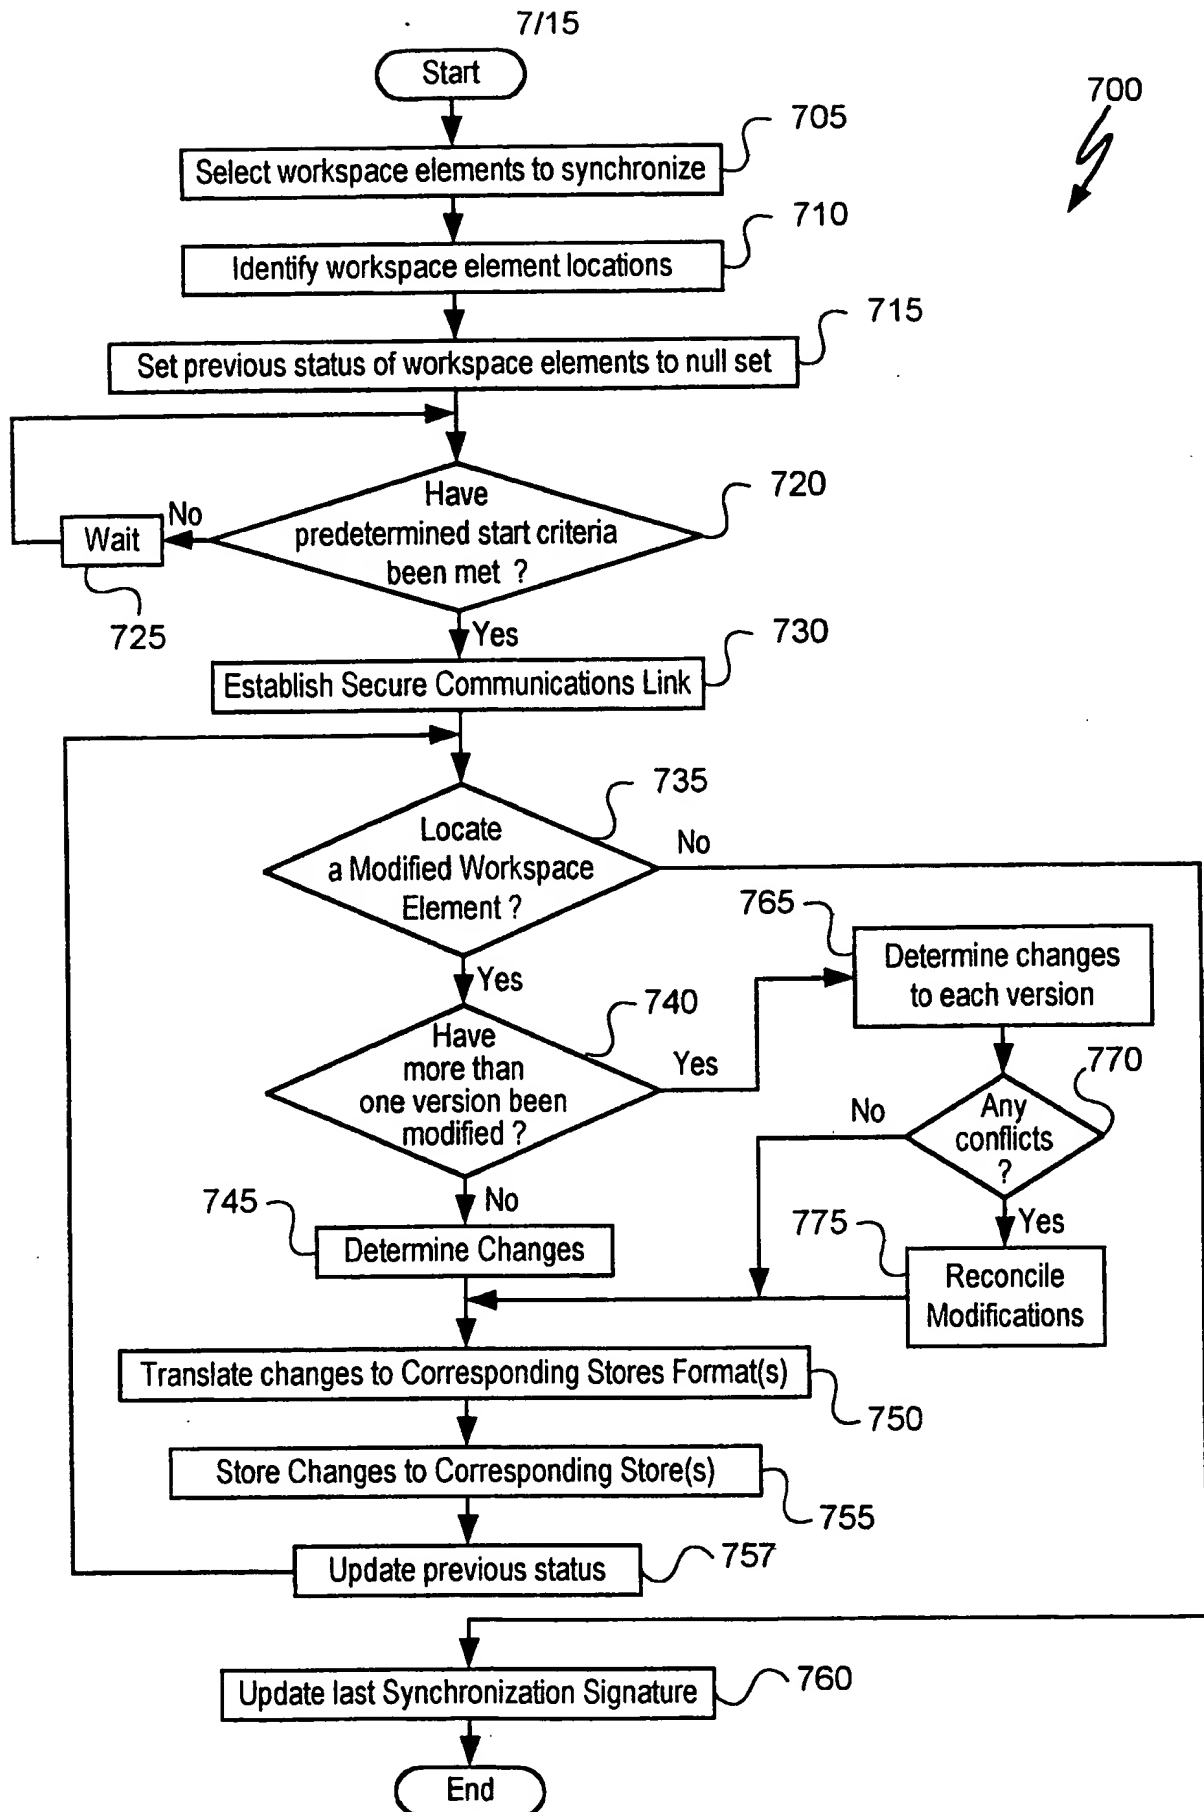 7/15
Start
700
705
Select workspace elements to synchronize
710
Identify workspace element locations
715
Set previous status of workspace elements to null set
720
Have
predetermined start criteria
been met ?
No
Wait
725
Yes
730
Establish Secure Communications Link
735
Locate
a Modified Workspace
Element ?
No
Yes
765
Determine changes
to each version
740
Have
more than
one version been
modified ?
Yes
770
Any
conflicts
?
No
No
Yes
745
Determine Changes
775
Reconcile
Modifications
Translate changes to Corresponding Stores Format(s)
750
Store Changes to Corresponding Store(s)
755
Update previous status
757
Update last Synchronization Signature
760
End